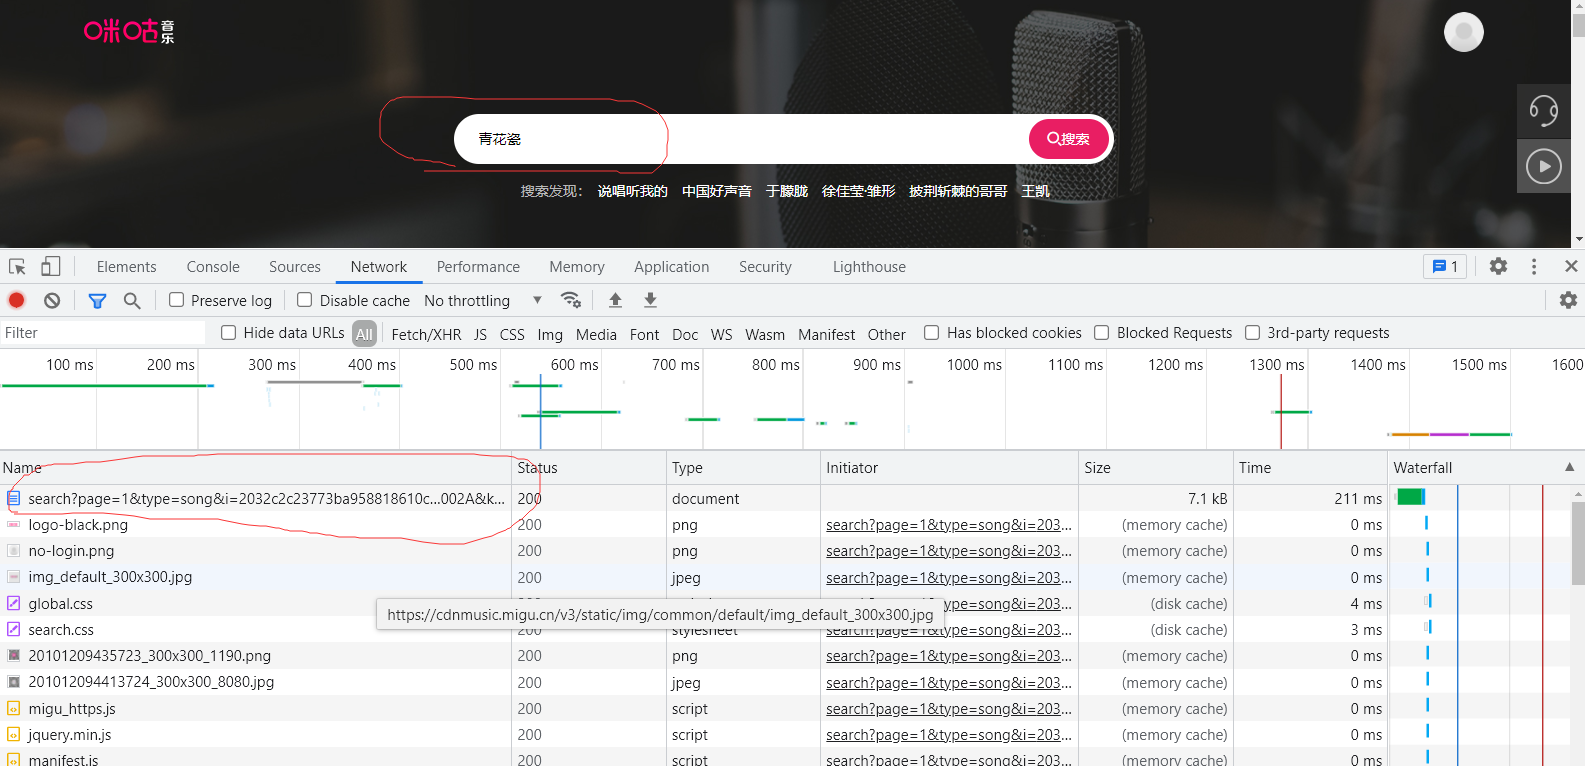 咪咕音乐
青花瓷
搜索
搜索发现： 说唱听我的 中国好声音 于朦胧 徐佳莹·雏形 披荆斩棘的哥哥 王凯
Elements Console Sources Network Performance Memory Application Security Lighthouse 1
Preserve log Disable cache No throttling
Filter Hide data URLs All Fetch/XHR JS CSS Img Media Font Doc WS Wasm Manifest Other Has blocked cookies Blocked Requests 3rd-party requests
100 ms 200 ms 300 ms 400 ms 500 ms 600 ms 700 ms 800 ms 900 ms 1000 ms 1100 ms 1200 ms 1300 ms 1400 ms 1500 ms 1600
Name Status Type Initiator Size Time Waterfall
search?page=1&type=song&i=2032c2c23773ba958818610c...002A&k... 200 document 7.1 kB 211 ms
logo-black.png 200 png search?page=1&type=song&i=203... (memory cache) 0 ms
no-login.png 200 png search?page=1&type=song&i=203... (memory cache) 0 ms
img_default_300x300.jpg 200 jpeg search?page=1&type=song&i=203... (memory cache) 0 ms
global.css 200 search?page=1&type=song&i=203... (disk cache) 4 ms
https://cdnmusic.migu.cn/v3/static/img/common/default/img_default_300x300.jpg
search.css 200 stylesheet search?page=1&type=song&i=203... (disk cache) 3 ms
20101209435723_300x300_1190.png 200 png search?page=1&type=song&i=203... (memory cache) 0 ms
201012094413724_300x300_8080.jpg 200 jpeg search?page=1&type=song&i=203... (memory cache) 0 ms
migu_https.js 200 script search?page=1&type=song&i=203... (memory cache) 0 ms
jquery.min.js 200 script search?page=1&type=song&i=203... (memory cache) 0 ms
manifest.js 200 script search?page=1&type=song&i=203... (memory cache) 0 ms